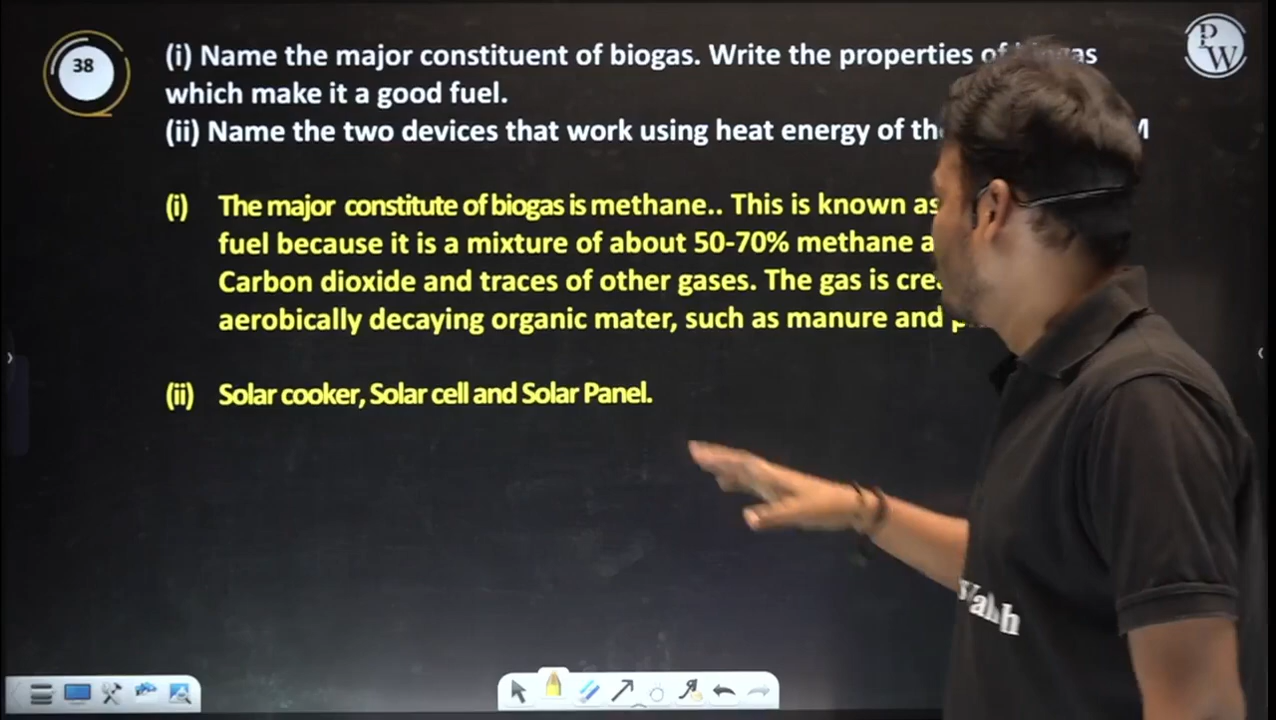 38
PW
(i) Name the major constituent of biogas. Write the properties of
which make it a good fuel.
(ii) Name the two devices that work using heat energy of
(i) The major constitute of biogas is methane.. This is known as
fuel because it is a mixture of about 50-70% methane
Carbon dioxide and traces of other gases. The gas is
aerobically decaying organic mater, such as manure and
(ii) Solar cooker, Solar cell and Solar Panel.